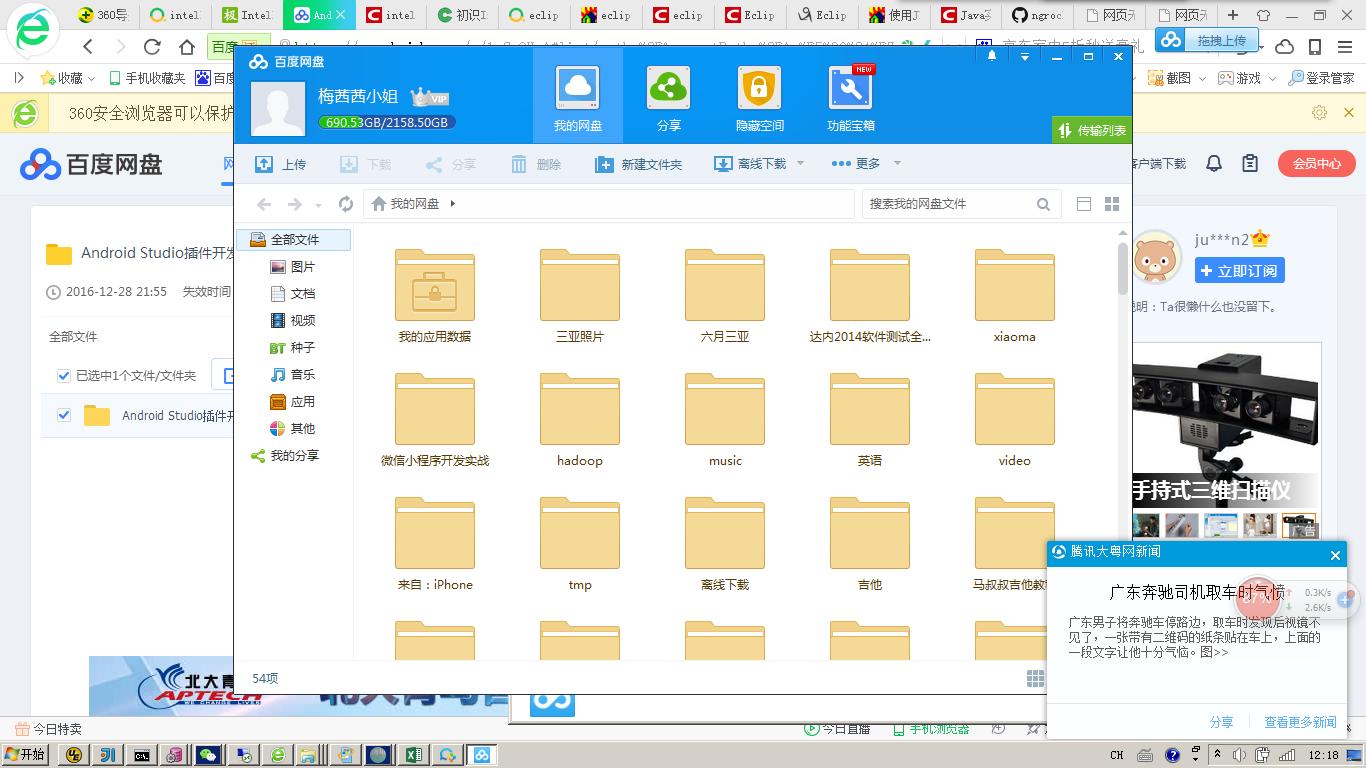 360导
intel
Intel
And
intel
初识I
eclip
eclip
eclip
Eclip
Eclip
使用J
Java
ngroc
网页
网页
百度
拖拽上传
收藏
手机收藏夹
截图
游戏
登录管家
360安全浏览器可以保护
百度网盘
客户端下载
会员中心
百度网盘
梅茜茜小姐
VIP
690.53GB/2158.50GB
我的网盘
分享
隐藏空间
NEW
功能宝箱
传输列表
上传
下载
分享
删除
新建文件夹
离线下载
更多
我的网盘
搜索我的网盘文件
全部文件
图片
文档
视频
BT 种子
音乐
应用
其他
我的分享
我的应用数据
三亚照片
六月三亚
达内2014软件测试全...
xiaoma
微信小程序开发实战
hadoop
music
英语
video
来自：iPhone
tmp
离线下载
吉他
马叔叔吉他教
54项
Android Studio插件开发
2016-12-28 21:55 失效时间
全部文件
已选中1个文件/文件夹
Android Studio插件开
ju***n2
立即订阅
明：Ta很懒什么也没留下。
手持式三维扫描仪
广告
腾讯大粤网新闻
广东奔驰司机取车时气愤
广东男子将奔驰车停路边，取车时发现后视镜不
见了，一张带有二维码的纸条贴在车上，上面的
一段文字让他十分气恼。图>>
87%
0.3K/s
2.6K/s
分享
查看更多新闻
北大青
APTECH
WE CHANGE LIVES
今日特卖
今日直播
手机浏览器
开始
CH
12:18